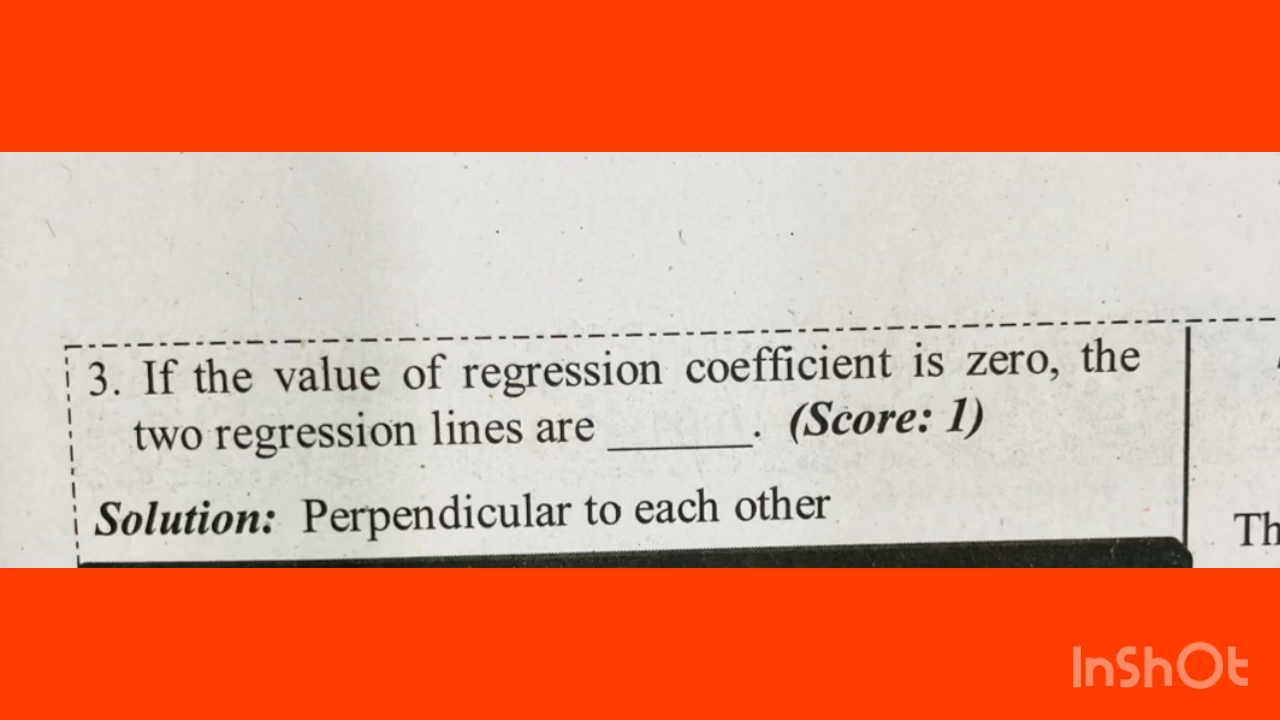 3. If the value of regression coefficient is zero, the
two regression lines are _______. (Score: 1)
Solution: Perpendicular to each other
Th
InShOt